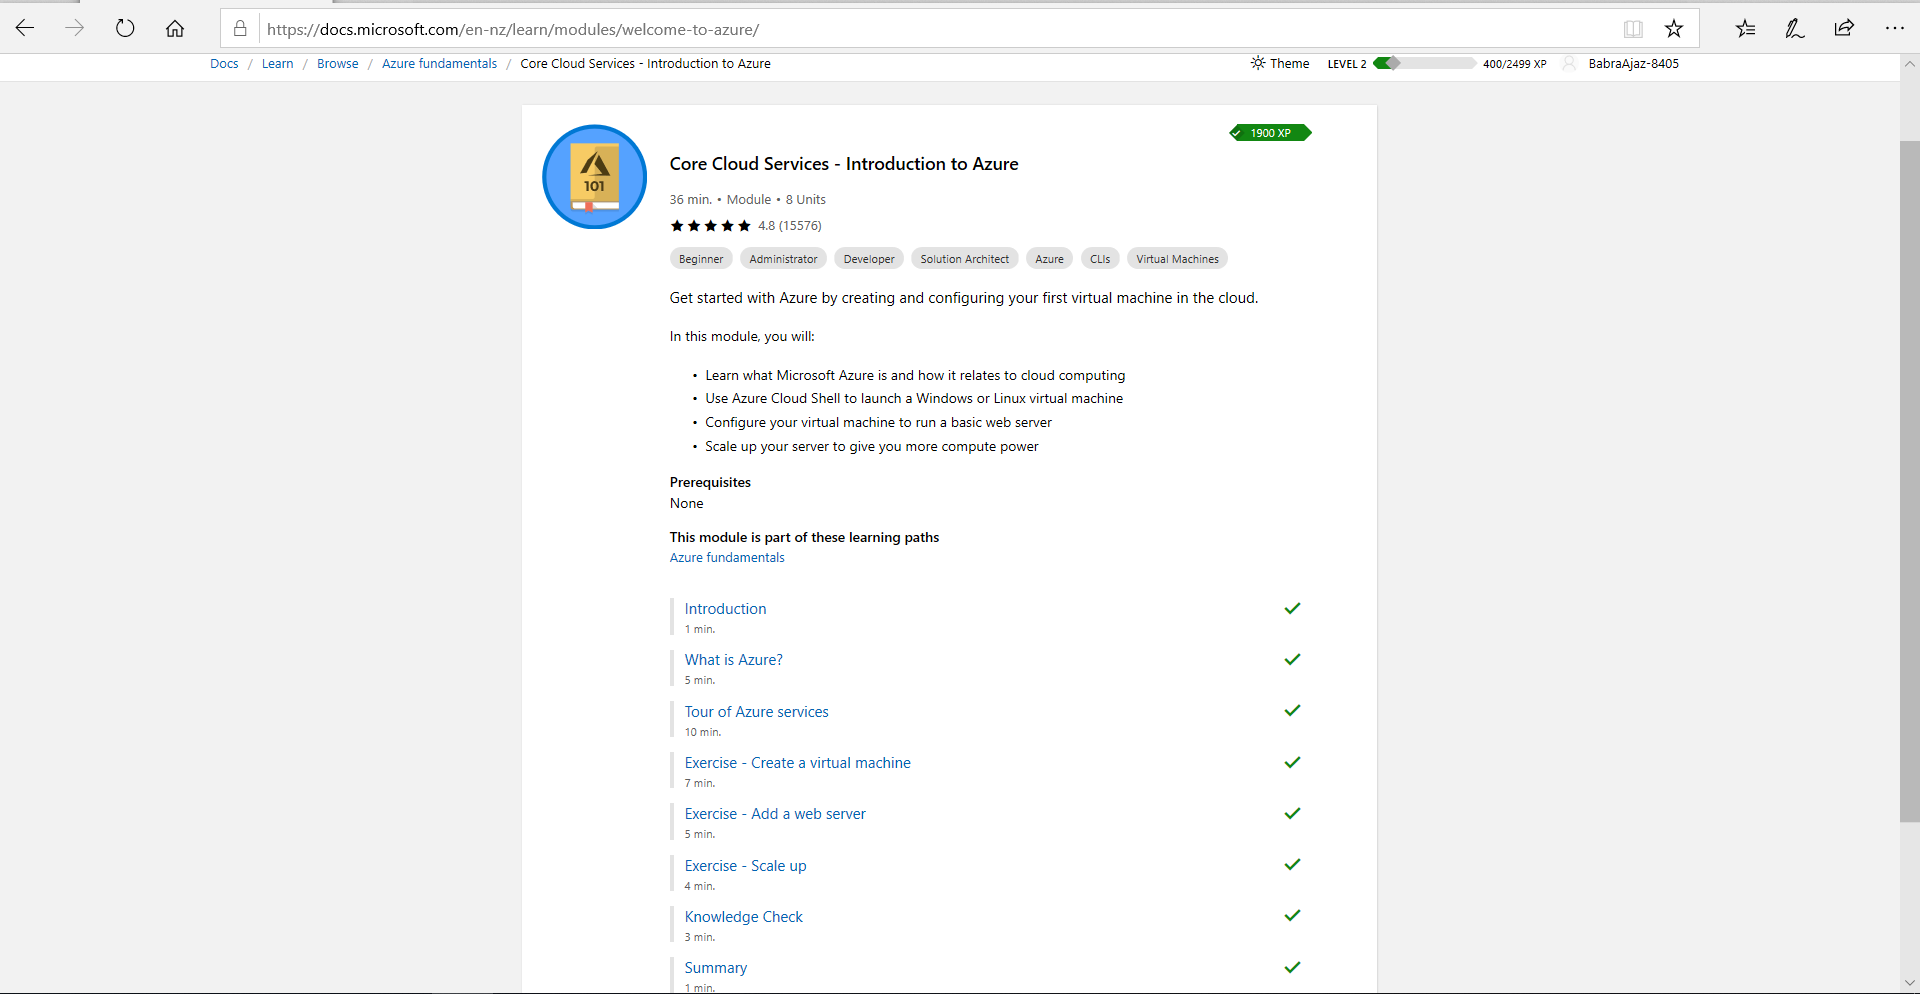 https://docs.microsoft.com/en-nz/learn/modules/welcome-to-azure/
Docs / Learn / Browse / Azure fundamentals / Core Cloud Services - Introduction to Azure
Theme LEVEL 2 400/2499 XP BabraAjaz-8405
1900 XP
101
Core Cloud Services - Introduction to Azure
36 min. • Module • 8 Units
4.8 (15576)
Beginner Administrator Developer Solution Architect Azure CLIs Virtual Machines
Get started with Azure by creating and configuring your first virtual machine in the cloud.
In this module, you will:
• Learn what Microsoft Azure is and how it relates to cloud computing
• Use Azure Cloud Shell to launch a Windows or Linux virtual machine
• Configure your virtual machine to run a basic web server
• Scale up your server to give you more compute power
Prerequisites
None
This module is part of these learning paths
Azure fundamentals
Introduction
1 min.
What is Azure?
5 min.
Tour of Azure services
10 min.
Exercise - Create a virtual machine
7 min.
Exercise - Add a web server
5 min.
Exercise - Scale up
4 min.
Knowledge Check
3 min.
Summary
1 min.